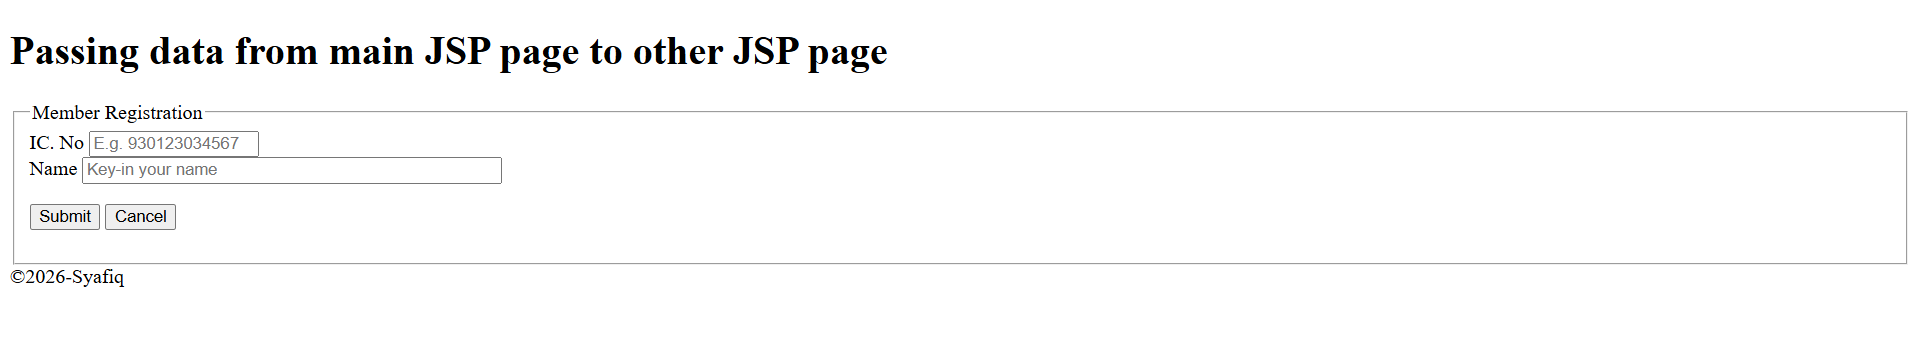 Passing data from main JSP page to other JSP page
Member Registration
IC. No E.g. 930123034567
Name Key-in your name
Submit Cancel
©2026-Syafiq